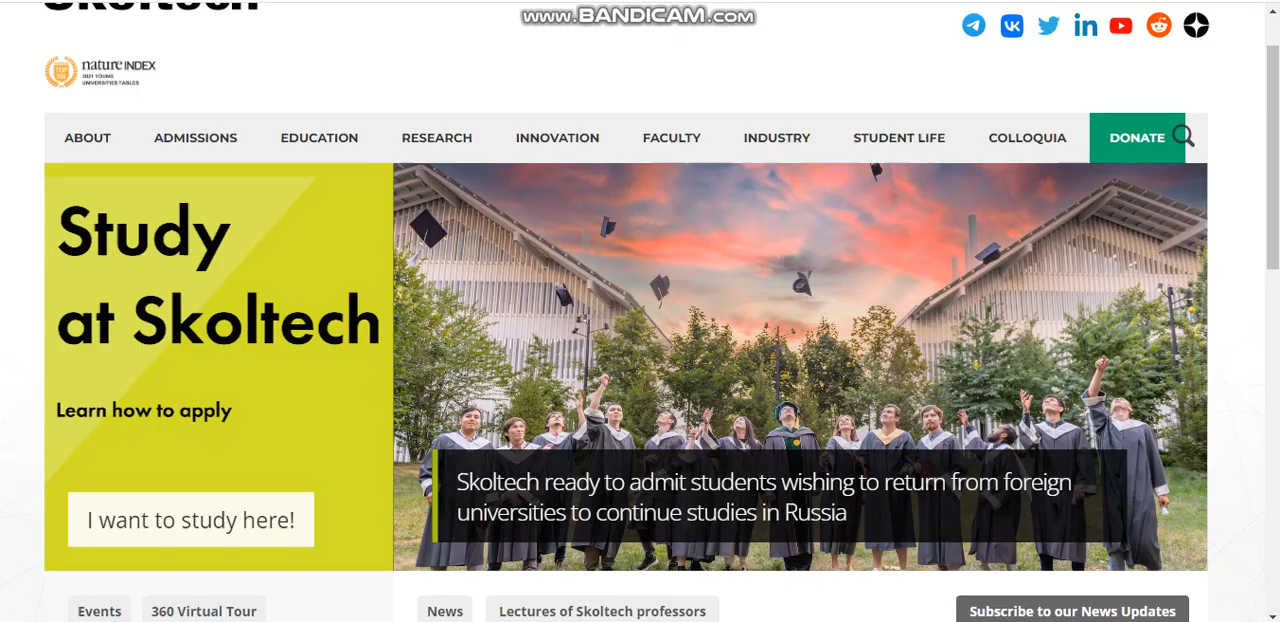 Skoltech
www.BANDICAM.com
TOP 100
nature INDEX
2021 YOUNG
UNIVERSITIES TABLES
ABOUT ADMISSIONS EDUCATION RESEARCH INNOVATION FACULTY INDUSTRY STUDENT LIFE COLLOQUIA DONATE
Study
at Skoltech
Learn how to apply
I want to study here!
Skoltech ready to admit students wishing to return from foreign
universities to continue studies in Russia
Events 360 Virtual Tour News Lectures of Skoltech professors Subscribe to our News Updates